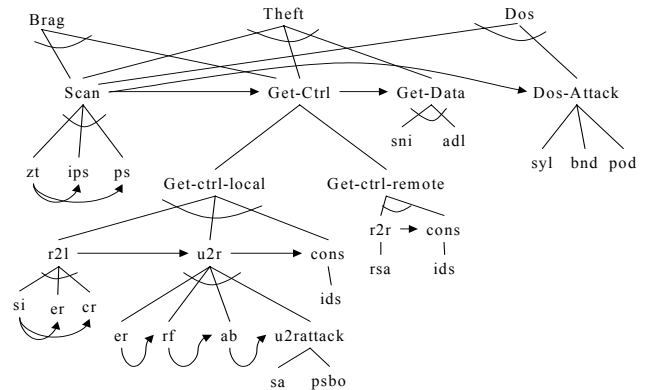 Brag Theft Dos
Scan Get-Ctrl Get-Data Dos-Attack
sni adl
zt ips ps syl bnd pod
Get-ctrl-local Get-ctrl-remote
r2r cons
r2l u2r cons rsa ids
ids
si er cr
er rf ab u2rattack
sa psbo